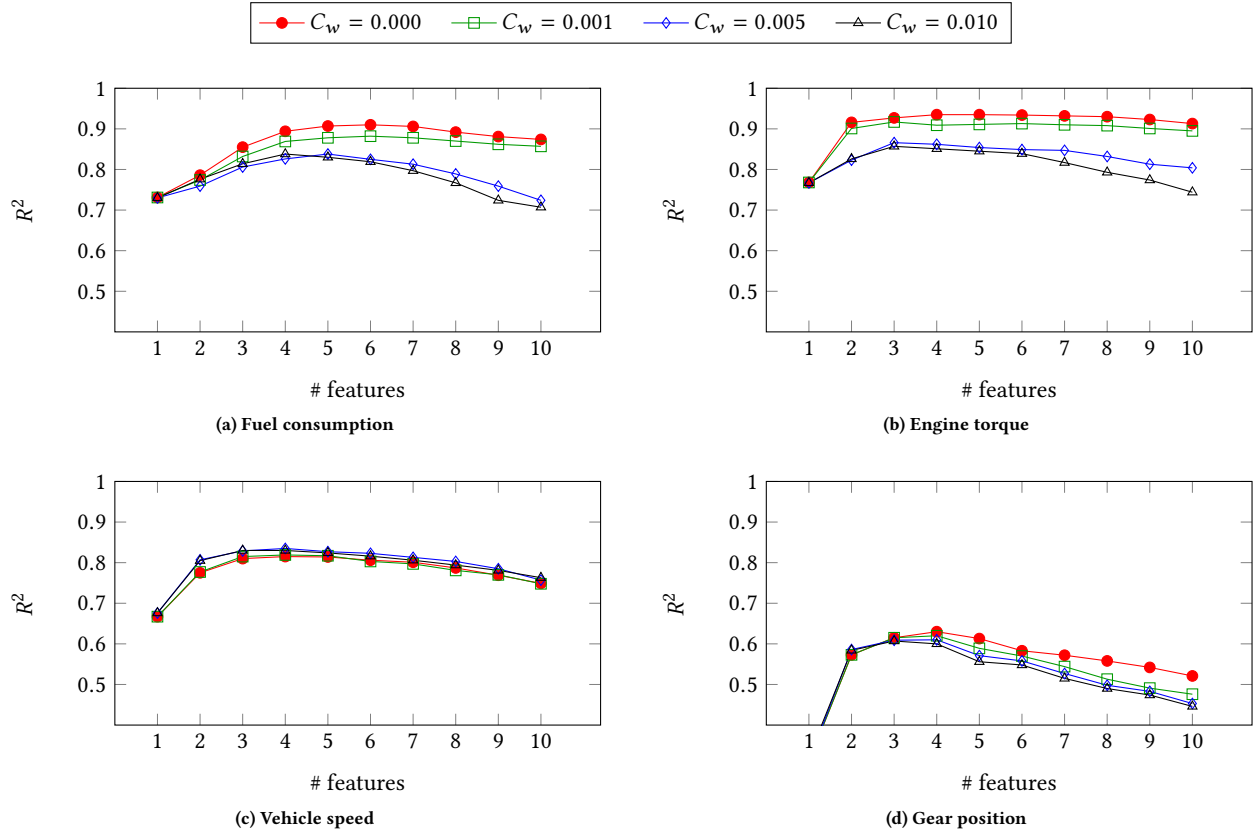 C_w = 0.000 C_w = 0.001 C_w = 0.005 C_w = 0.010
1
0.9
0.8
0.7
0.6
0.5
R²
1 2 3 4 5 6 7 8 9 10
# features
(a) Fuel consumption
1
0.9
0.8
0.7
0.6
0.5
R²
1 2 3 4 5 6 7 8 9 10
# features
(b) Engine torque
1
0.9
0.8
0.7
0.6
0.5
R²
1 2 3 4 5 6 7 8 9 10
# features
(c) Vehicle speed
1
0.9
0.8
0.7
0.6
0.5
R²
1 2 3 4 5 6 7 8 9 10
# features
(d) Gear position